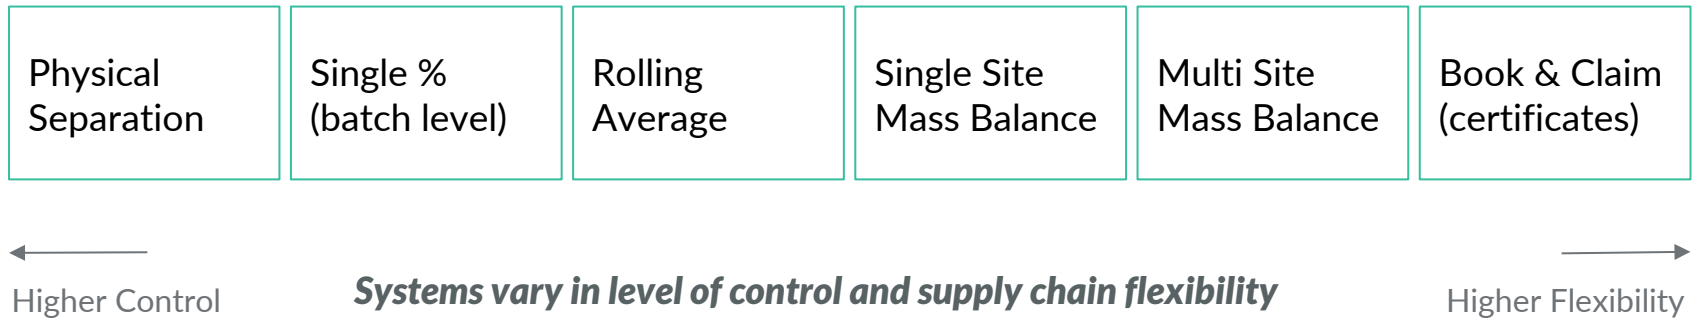 Physical
Separation
Single %
(batch level)
Rolling
Average
Single Site
Mass Balance
Multi Site
Mass Balance
Book & Claim
(certificates)
Higher Control
Systems vary in level of control and supply chain flexibility
Higher Flexibility